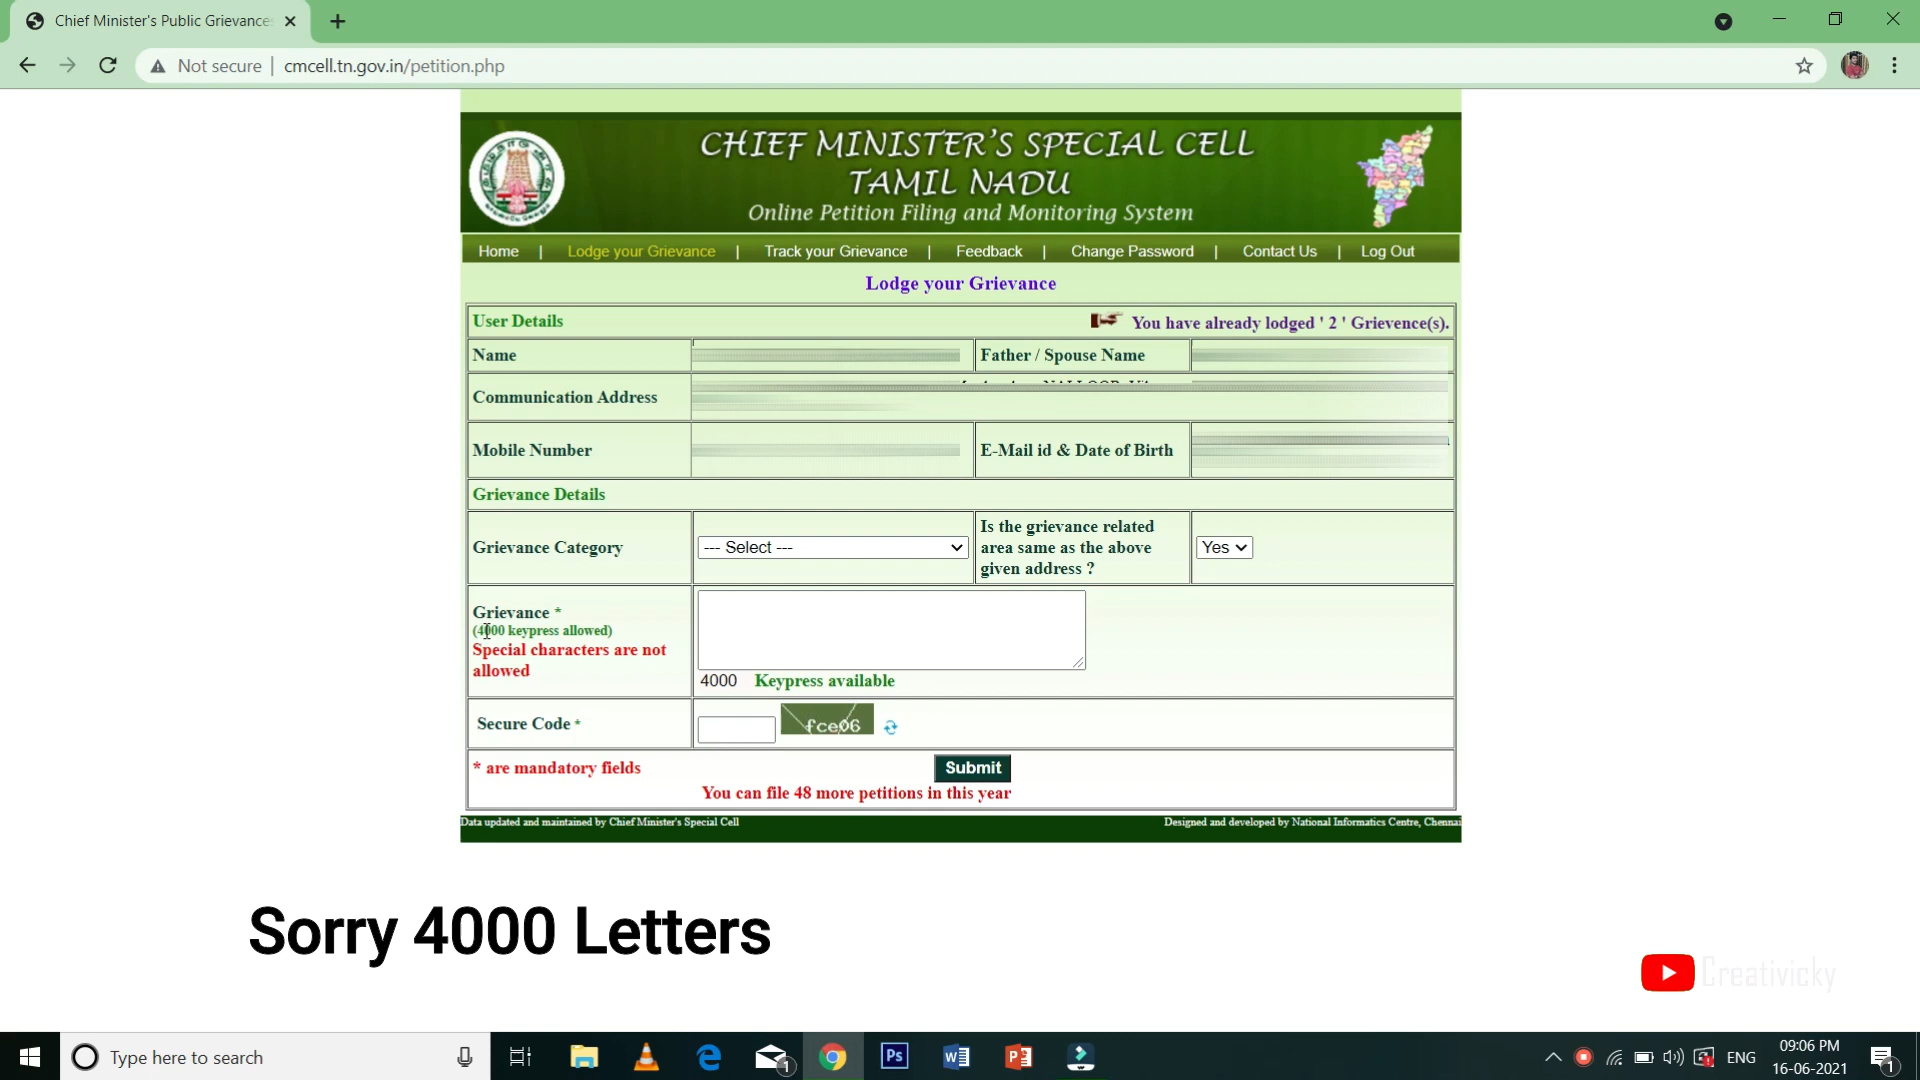 Chief Minister's Public Grievances
Not secure | cmcell.tn.gov.in/petition.php
CHIEF MINISTER'S SPECIAL CELL
TAMIL NADU
Online Petition Filing and Monitoring System
Home | Lodge your Grievance | Track your Grievance | Feedback | Change Password | Contact Us | Log Out
Lodge your Grievance
User Details You have already lodged ' 2 ' Grievence(s).
Name Father / Spouse Name
Communication Address
Mobile Number E-Mail id & Date of Birth
Grievance Details
Grievance Category --- Select --- Is the grievance related
area same as the above
given address ? Yes
Grievance *
(4000 keypress allowed)
Special characters are not
allowed
4000 Keypress available
Secure Code * fce06
* are mandatory fields Submit
You can file 48 more petitions in this year
Data updated and maintained by Chief Minister's Special Cell Designed and developed by National Informatics Centre, Chennai
Sorry 4000 Letters
Creativicky
Type here to search
1
Ps
ENG
09:06 PM
16-06-2021
1